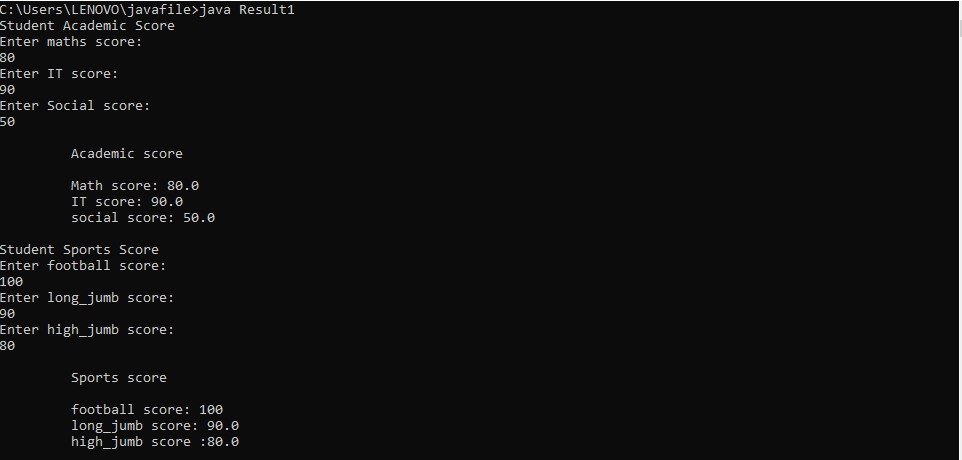 C:\Users\LENOVO\javafile>java Result1
Student Academic Score
Enter maths score:
80
Enter IT score:
90
Enter Social score:
50
Academic score
Math score: 80.0
IT score: 90.0
social score: 50.0
Student Sports Score
Enter football score:
100
Enter long_jumb score:
90
Enter high_jumb score:
80
Sports score
football score: 100
long_jumb score: 90.0
high_jumb score :80.0